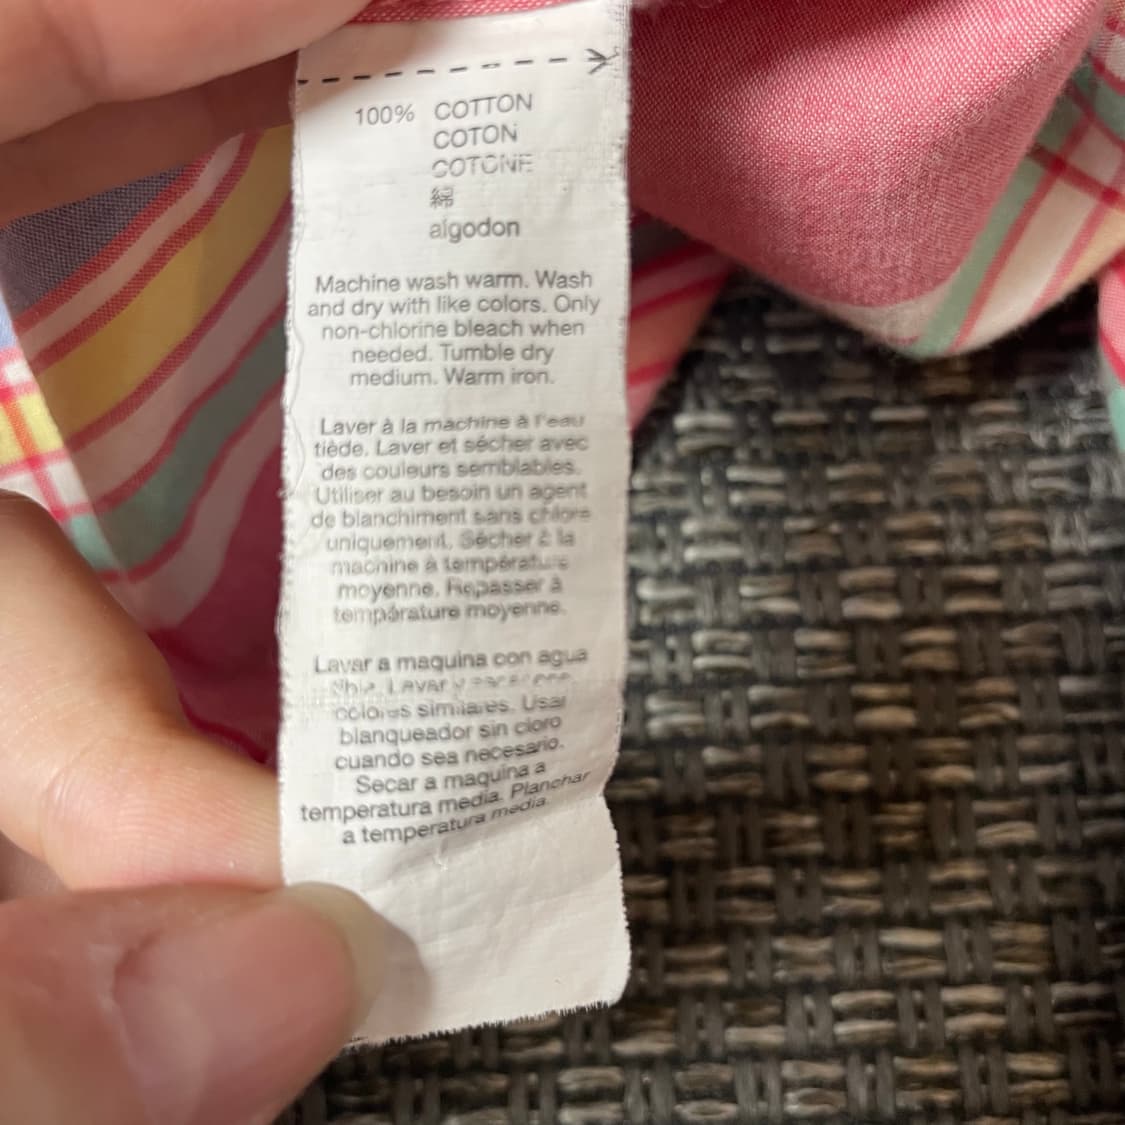 100% COTTON
COTON
COTONE
綿
algodon
Machine wash warm. Wash
and dry with like colors. Only
non-chlorine bleach when
needed. Tumble dry
medium. Warm iron.
Laver à la machine à l'eau
tiède. Laver et sécher avec
des couleurs semblables.
Utiliser au besoin un agent
de blanchiment sans chlore
uniquement. Sécher à la
machine à température
moyenne. Repasser à
température moyenne.
Lavar a maquina con agua
Lavar y
colores similares. Usar
blanqueador sin cloro
cuando sea necesario.
Secar a maquina a
temperatura media. Planchar
a temperatura media.